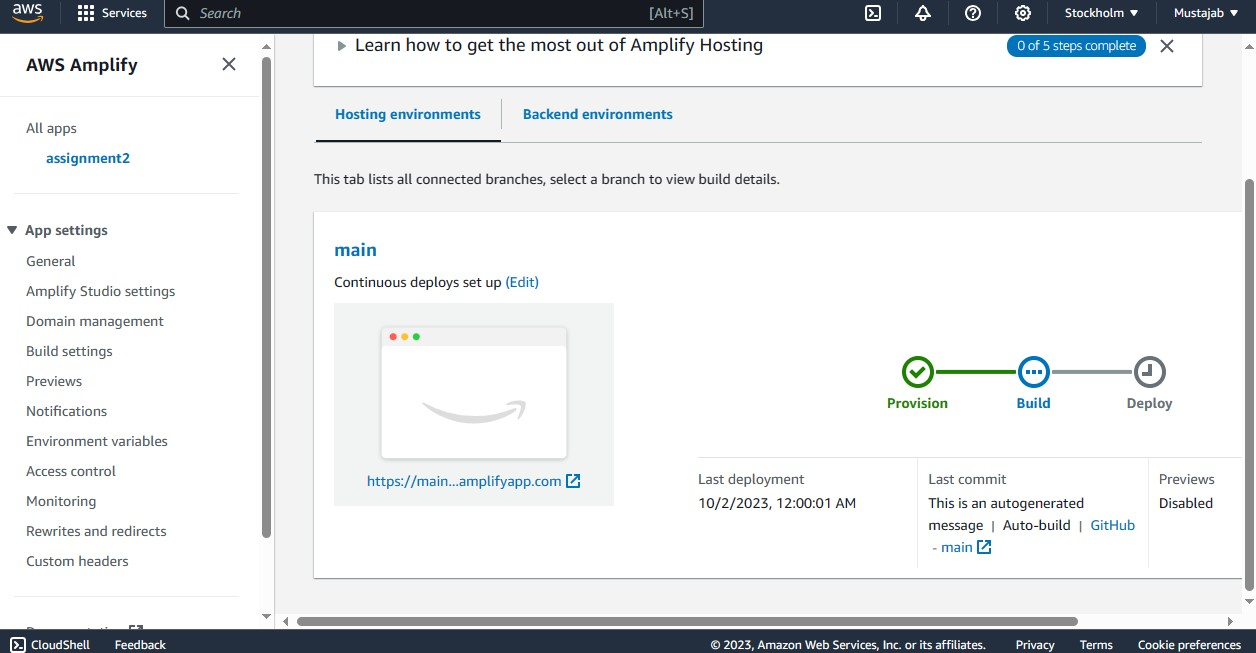 aws
Services
Search
[Alt+S]
Stockholm
Mustajab
AWS Amplify
All apps
assignment2
App settings
General
Amplify Studio settings
Domain management
Build settings
Previews
Notifications
Environment variables
Access control
Monitoring
Rewrites and redirects
Custom headers
Learn how to get the most out of Amplify Hosting
0 of 5 steps complete
Hosting environments
Backend environments
This tab lists all connected branches, select a branch to view build details.
main
Continuous deploys set up (Edit)
https://main...amplifyapp.com
Provision
Build
Deploy
Last deployment
10/2/2023, 12:00:01 AM
Last commit
This is an autogenerated
message | Auto-build | GitHub
- main
Previews
Disabled
CloudShell
Feedback
© 2023, Amazon Web Services, Inc. or its affiliates.
Privacy
Terms
Cookie preferences